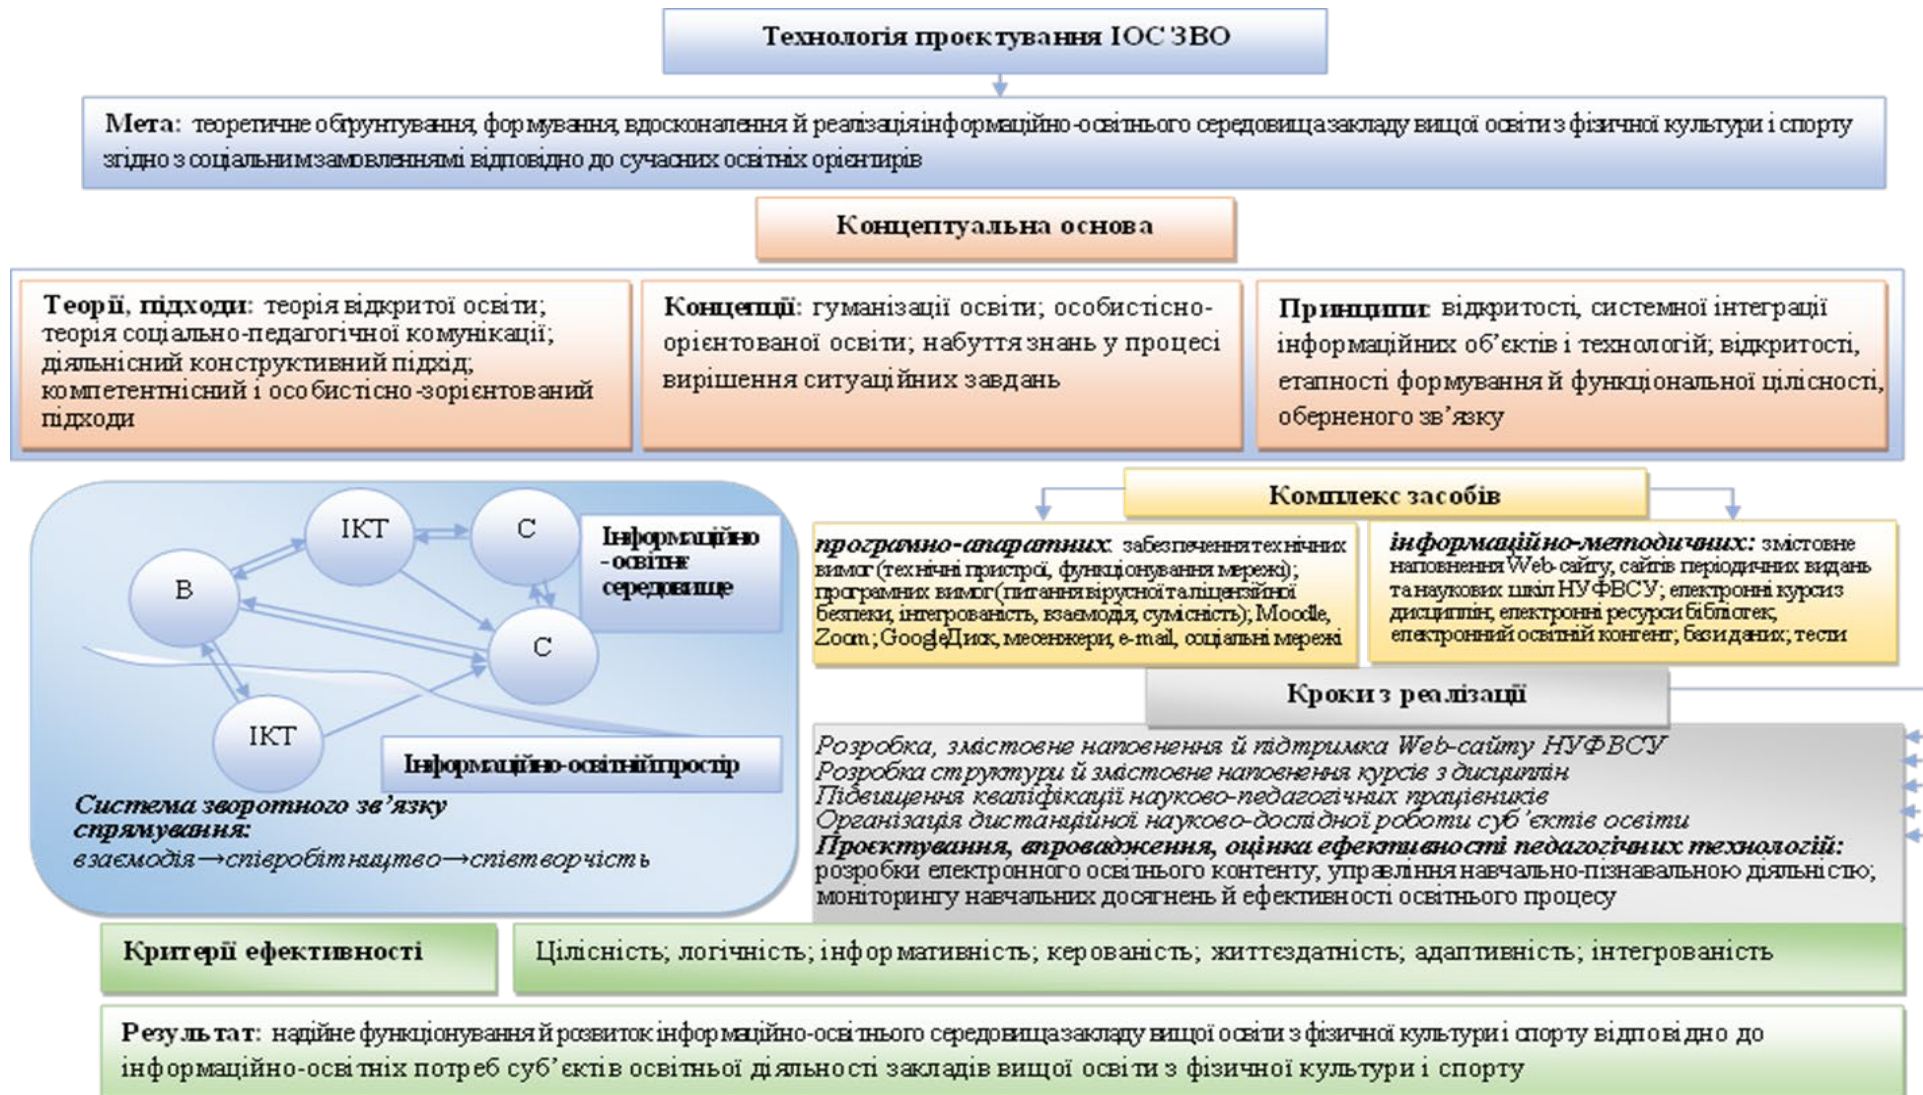 Технологія проєктування ІОС ЗВО
Мета: теоретичне обґрунтування, формування, вдосконалення й реалізація інформаційно-освітнього середовища закладу вищої освіти з фізичної культури і спорту
згідно з соціальним замовленням і відповідно до сучасних освітніх орієнтирів
Концептуальна основа
Теорії, підходи: теорія відкритої освіти;
теорія соціально-педагогічної комунікації;
діяльнісний конструктивний підхід;
компетентнісний і особистісно-зорієнтований
підходи
Концепції: гуманізації освіти; особистісно-
орієнтованої освіти; набуття знань у процесі
вирішення ситуаційних завдань
Принципи: відкритості, системної інтеграції
інформаційних об’єктів і технологій; відкритості,
етапності формування й функціональної цілісності,
оберненого зв’язку
ІКТ
С
В
С
ІКТ
Інформаційно
-освітнє
середовище
Інформаційно-освітній простір
Система зворотного зв’язку
спрямування:
взаємодія→співробітництво→співтворчість
Комплекс засобів
програмно-апаратних: забезпечення технічних
вимог (технічні пристрої, функціонування мережі);
програмних вимог (питання вірусної та ліцензійної
безпеки, інтегрованість, взаємодія, сумісність); Moodle,
Zoom; Google Диск, месенжери, e-mail, соціальні мережі
інформаційно-методичних: змістовне
наповнення Web-сайту, сайтів періодичних видань
та наукових шкіл НУФВСУ; електронні курси з
дисциплін, електронні ресурси бібліотек,
електронний освітній контент; бази даних; тести
Кроки з реалізації
Розробка, змістовне наповнення й підтримка Web-сайту НУФВСУ
Розробка структури й змістовне наповнення курсів з дисциплін
Підвищення кваліфікації науково-педагогічних працівників
Організація дистанційної науково-дослідної роботи суб’єктів освіти
Проєктування, впровадження, оцінка ефективності педагогічних технологій:
розробки електронного освітнього контенту, управління навчально-пізнавальною діяльністю;
моніторингу навчальних досягнень й ефективності освітнього процесу
Критерії ефективності
Цілісність; логічність; інформативність; керованість; життєздатність; адаптивність; інтегрованість
Результат: надійне функціонування й розвиток інформаційно-освітнього середовища закладу вищої освіти з фізичної культури і спорту відповідно до
інформаційно-освітніх потреб суб’єктів освітньої діяльності закладів вищої освіти з фізичної культури і спорту